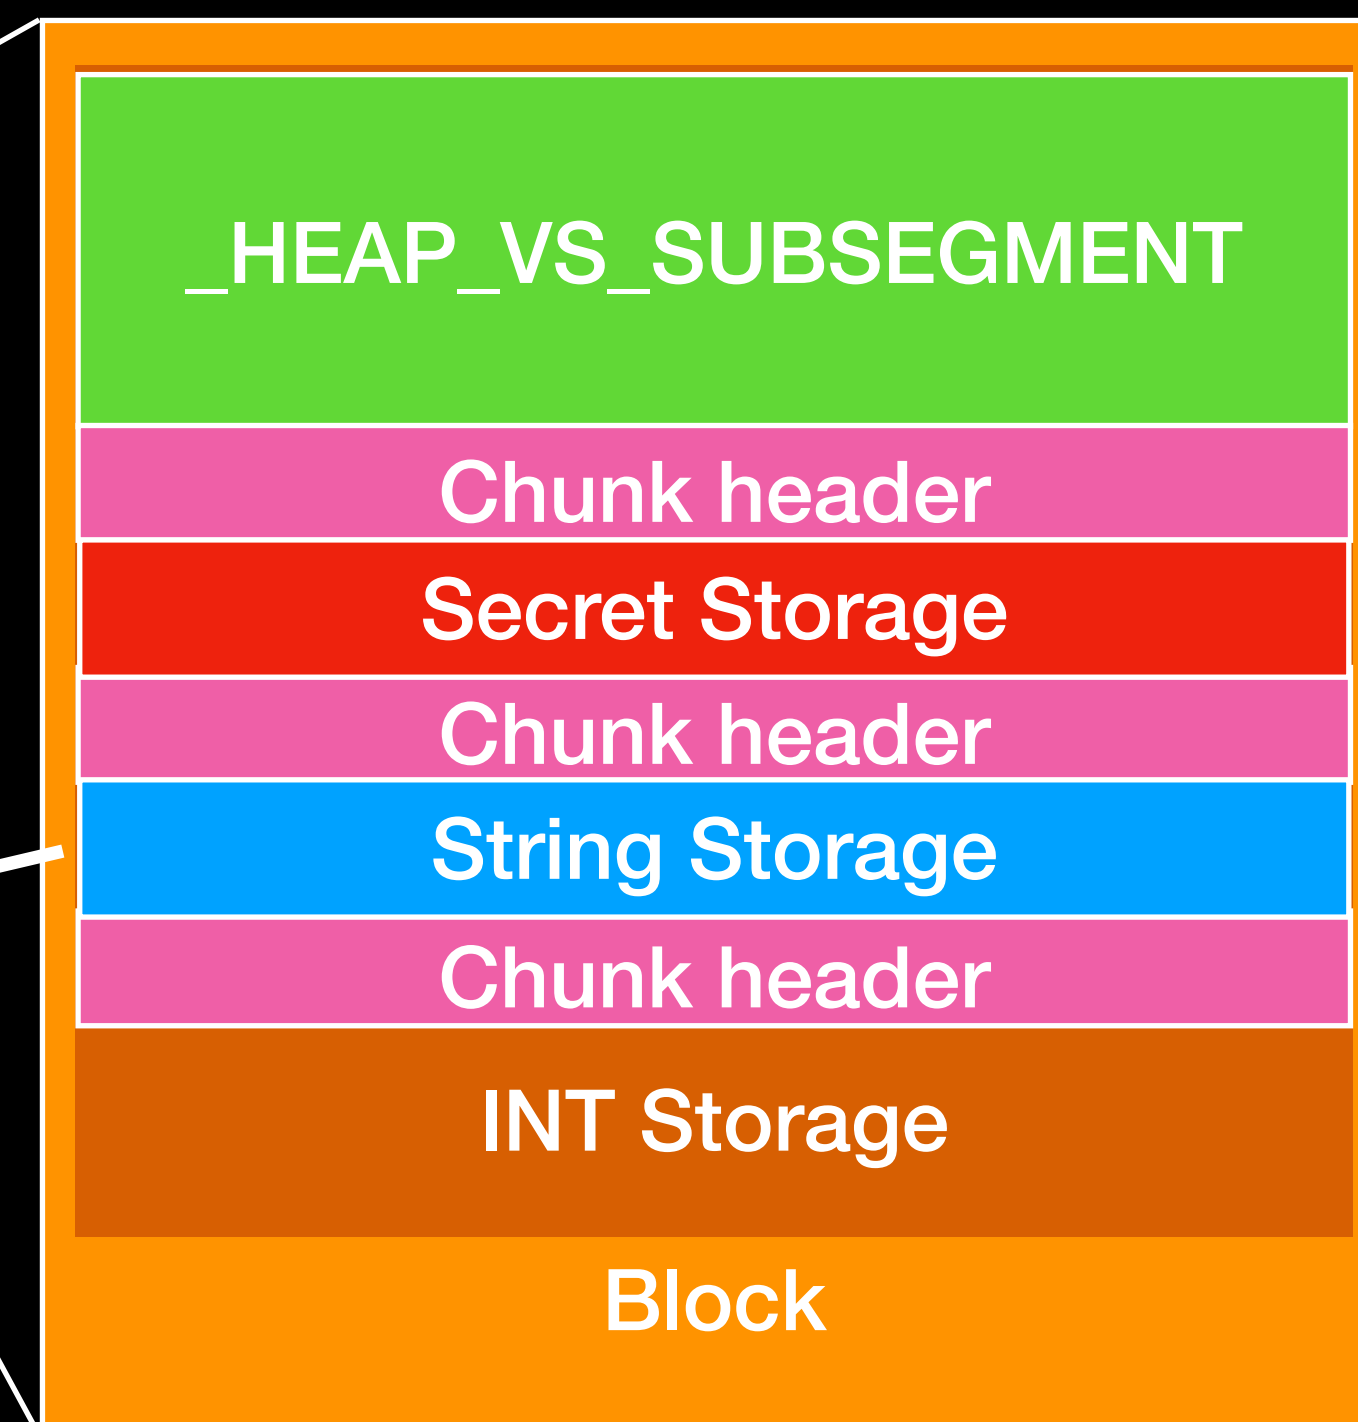 _HEAP_VS_SUBSEGMENT
Chunk header
Secret Storage
Chunk header
String Storage
Chunk header
INT Storage
Block